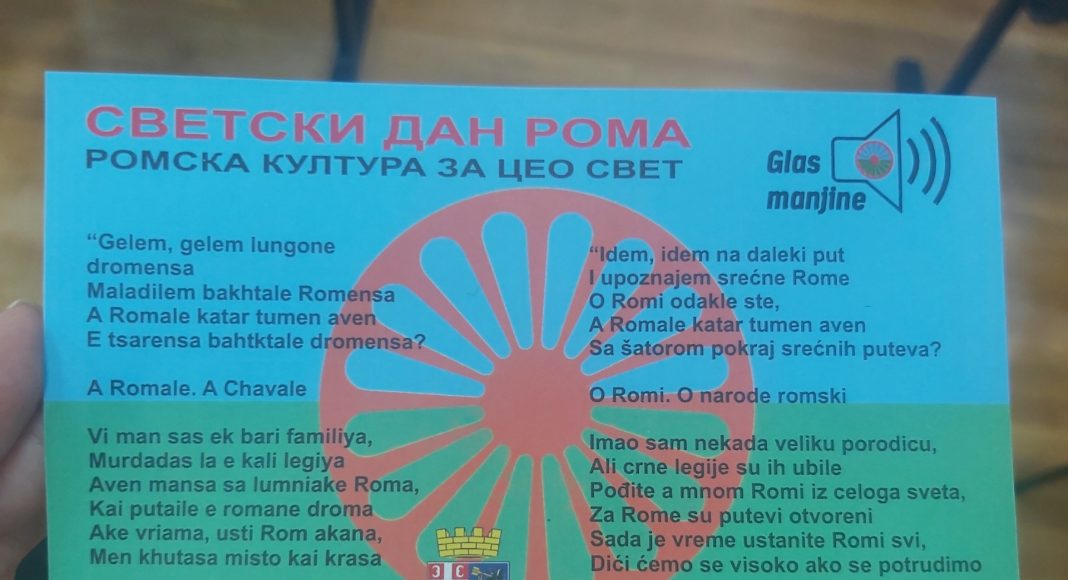 СВЕТСКИ ДАН РОМА
РОМСКА КУЛТУРА ЗА ЦЕО СВЕТ
Glas
manjine
“Gelem, gelem lungone
dromensa
Maladilem bakhtale Romensa
A Romale katar tumen aven
E tsarensa bahtktale dromensa?
A Romale. A Chavale
Vi man sas ek bari familiya,
Murdadas la e kali legiya
Aven mansa sa lumniake Roma,
Kai putaile e romane droma
Ake vriama, usti Rom akana,
Men khutasa misto kai krasa
“Idem, idem na daleki put
I upoznajem srećne Rome
O Romi odakle ste,
A Romale katar tumen aven
Sa šatorom pokraj srećnih puteva?
O Romi. O narode romski
Imao sam nekada veliku porodicu,
Ali crne legije su ih ubile
Pođite a mnom Romi iz celoga sveta,
Za Rome su putevi otvoreni
Sada je vreme ustanite Romi svi,
Dići ćemo se visoko ako se potrudimo